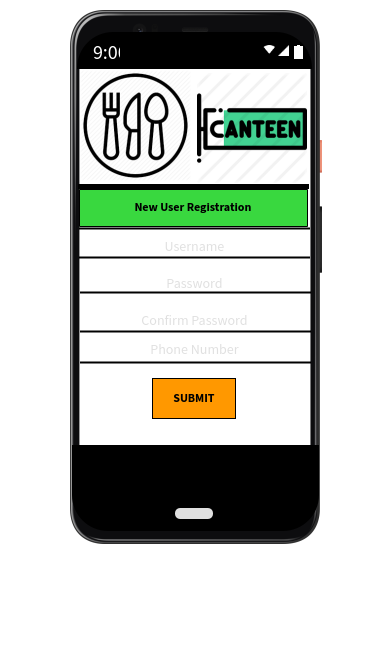 9:0
CANTEEN
New User Registration
Username
Password
Confirm Password
Phone Number
SUBMIT